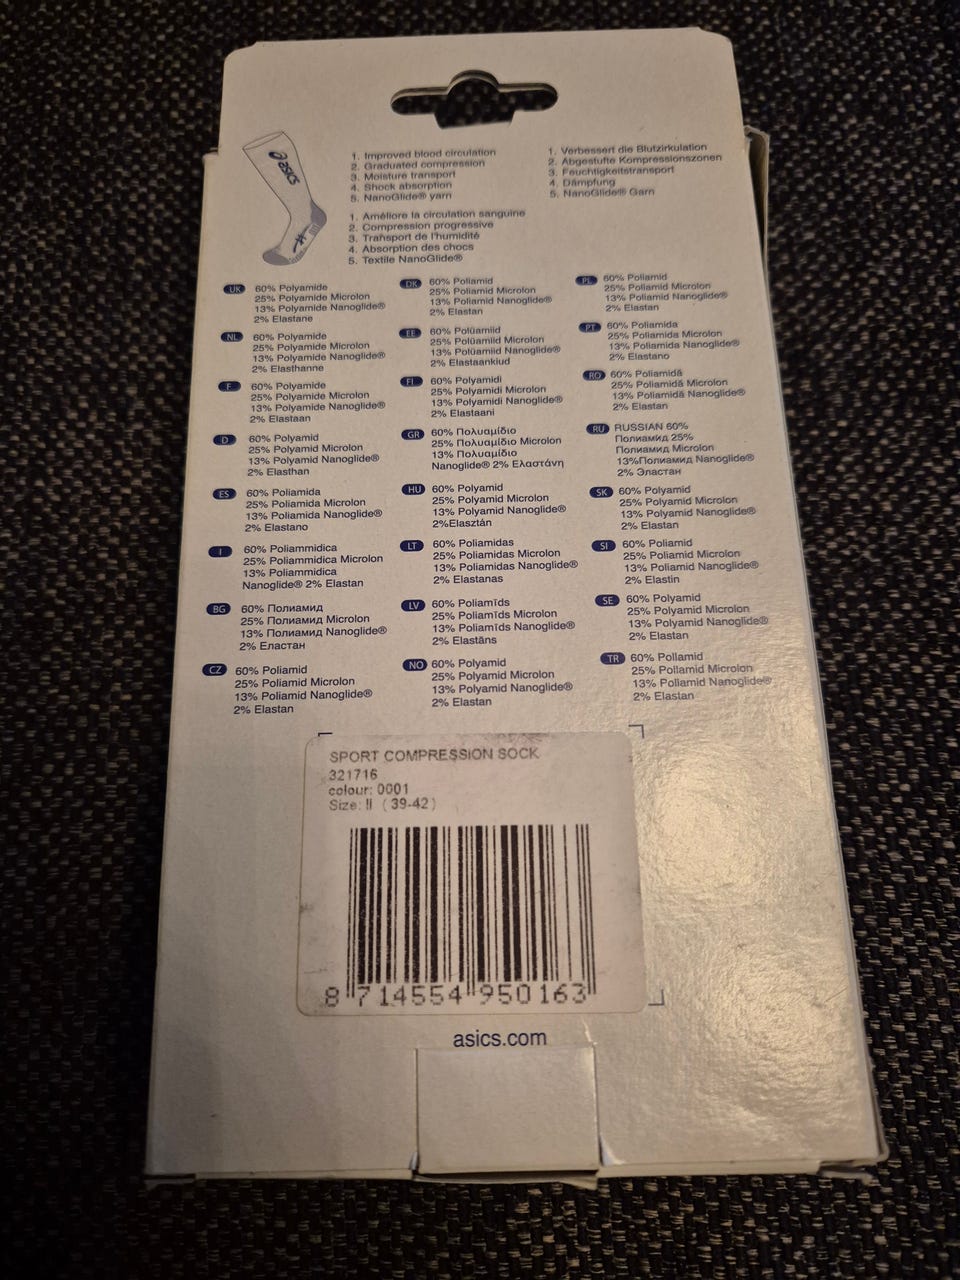 asics
1. Improved blood circulation
2. Graduated compression
3. Moisture transport
4. Shock absorption
5. NanoGlide® yarn
1. Verbessert die Blutzirkulation
2. Abgestufte Kompressionszonen
3. Feuchtigkeitstransport
4. Dämpfung
5. NanoGlide® Garn
1. Améliore la circulation sanguine
2. Compression progressive
3. Transport de l'humidité
4. Absorption des chocs
5. Textile NanoGlide®
UK 60% Polyamide
25% Polyamide Microlon
13% Polyamide Nanoglide®
2% Elastane
NL 60% Polyamide
25% Polyamide Microlon
13% Polyamide Nanoglide®
2% Elasthanne
F 60% Polyamide
25% Polyamide Microlon
13% Polyamide Nanoglide®
2% Elastaan
D 60% Polyamid
25% Polyamid Microlon
13% Polyamid Nanoglide®
2% Elasthan
ES 60% Poliamida
25% Poliamida Microlon
13% Poliamida Nanoglide®
2% Elastano
I 60% Poliammidica
25% Poliammidica Microlon
13% Poliammidica
Nanoglide® 2% Elastan
BG 60% Полиамид
25% Полиамид Microlon
13% Полиамид Nanoglide®
2% Еластан
CZ 60% Poliamid
25% Poliamid Microlon
13% Poliamid Nanoglide®
2% Elastan
DK 60% Poliamid
25% Poliamid Microlon
13% Poliamid Nanoglide®
2% Elastan
EE 60% Polüamiid
25% Polüamiid Microlon
13% Polüamiid Nanoglide®
2% Elastaankiud
FI 60% Polyamidi
25% Polyamidi Microlon
13% Polyamidi Nanoglide®
2% Elastaani
GR 60% Πολυαμίδιο
25% Πολυαμίδιο Microlon
13% Πολυαμίδιο
Nanoglide® 2% Ελαστάνη
HU 60% Polyamid
25% Polyamid Microlon
13% Polyamid Nanoglide®
2%Elasztán
LT 60% Poliamidas
25% Poliamidas Microlon
13% Poliamidas Nanoglide®
2% Elastanas
LV 60% Poliamīds
25% Poliamīds Microlon
13% Poliamīds Nanoglide®
2% Elastāns
NO 60% Polyamid
25% Polyamid Microlon
13% Polyamid Nanoglide®
2% Elastan
PL 60% Poliamid
25% Poliamid Microlon
13% Poliamid Nanoglide®
2% Elastan
PT 60% Poliamida
25% Poliamida Microlon
13% Poliamida Nanoglide®
2% Elastano
RO 60% Poliamidă
25% Poliamidă Microlon
13% Poliamidă Nanoglide®
2% Elastan
RU RUSSIAN 60%
Полиамид 25%
Полиамид Microlon
13%Полиамид Nanoglide®
2% Эластан
SK 60% Polyamid
25% Polyamid Microlon
13% Polyamid Nanoglide®
2% Elastan
SI 60% Poliamid
25% Poliamid Microlon
13% Poliamid Nanoglide®
2% Elastin
SE 60% Polyamid
25% Polyamid Microlon
13% Polyamid Nanoglide®
2% Elastan
TR 60% Poliamid
25% Poliamid Microlon
13% Poliamid Nanoglide®
2% Elastan
SPORT COMPRESSION SOCK
321716
colour: 0001
Size: II ( 39-42 )
8 714554 950163
asics.com